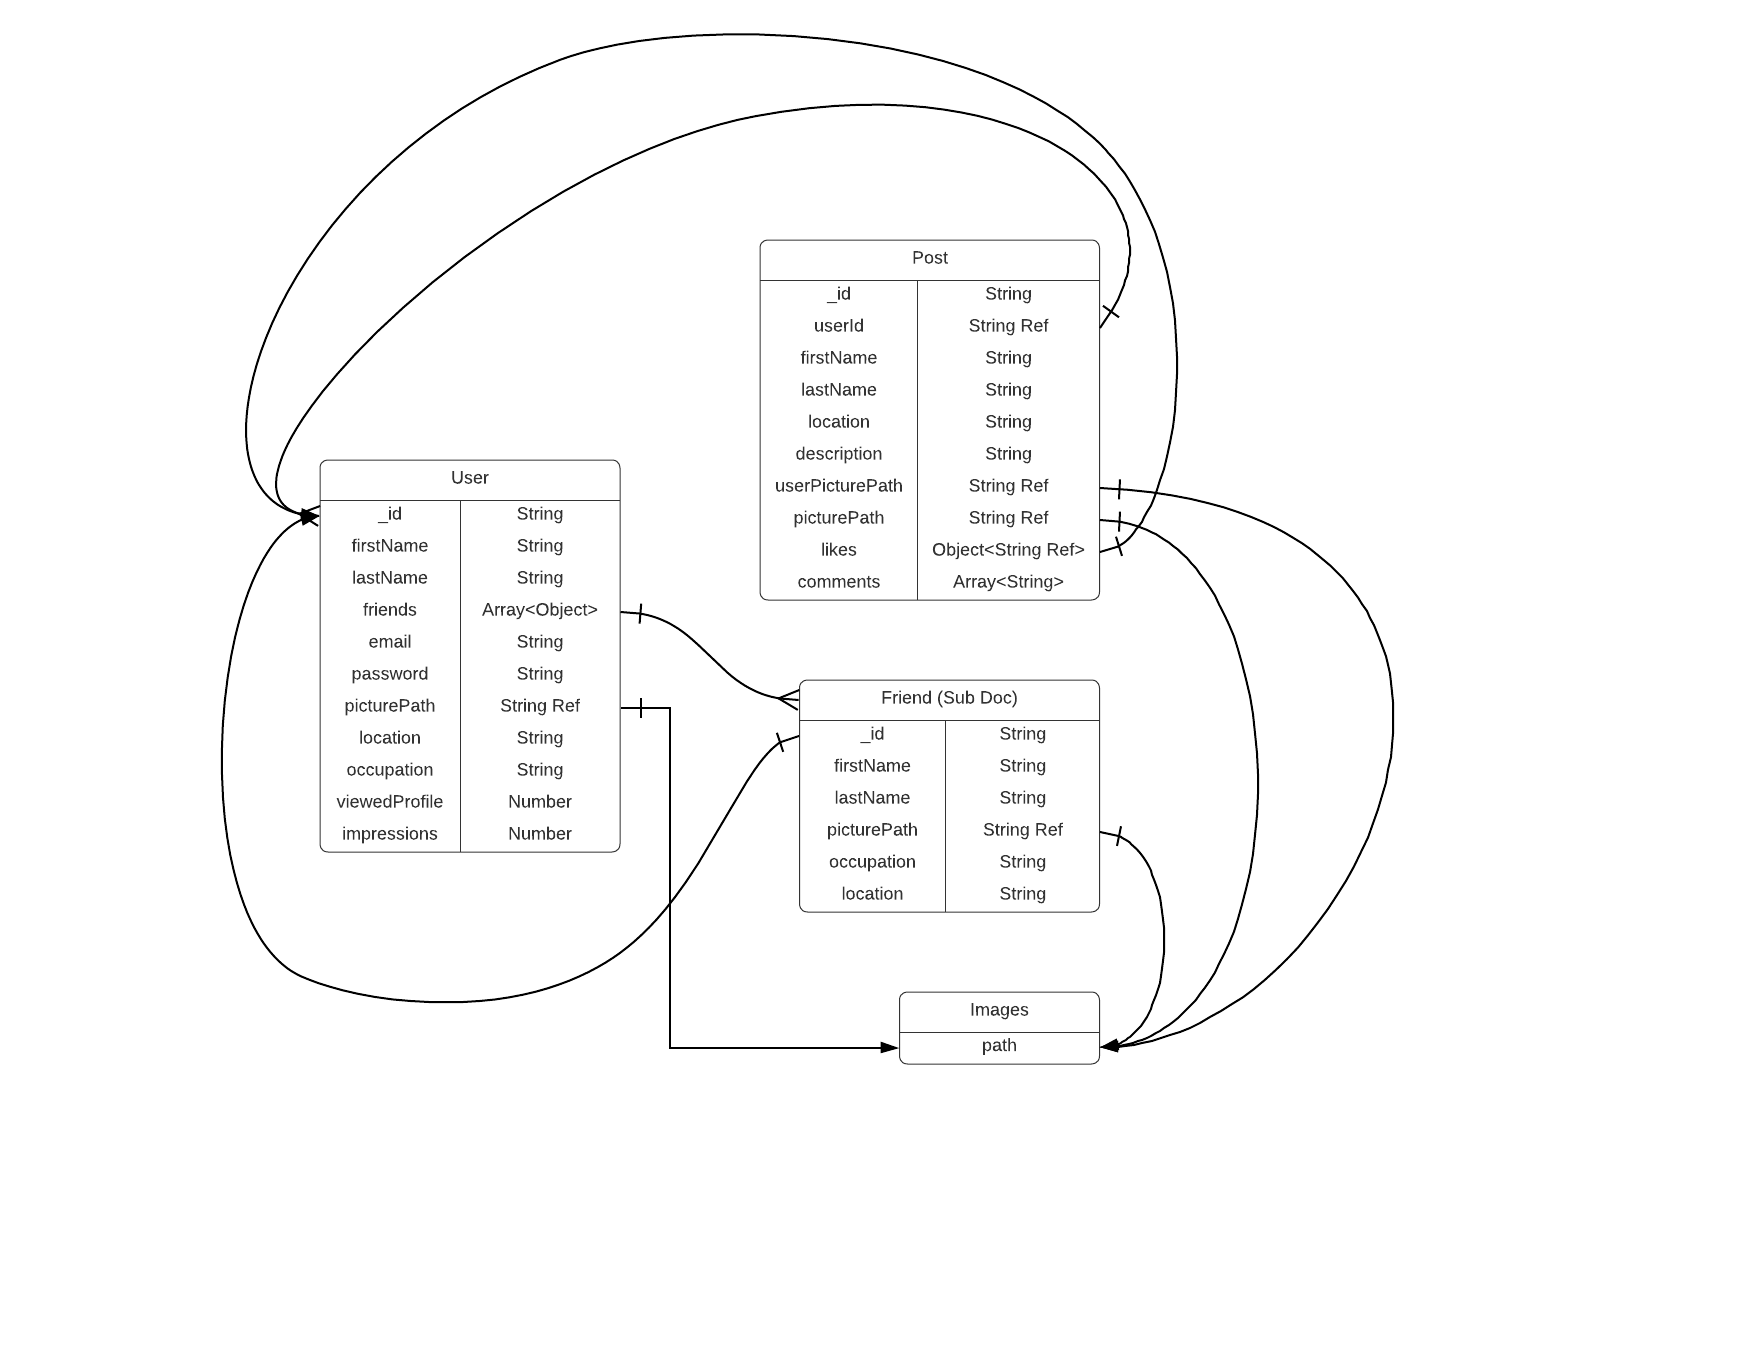 Post
_id String
userId String Ref
firstName String
lastName String
location String
description String
userPicturePath String Ref
picturePath String Ref
likes Object<String Ref>
comments Array<String>
User
_id String
firstName String
lastName String
friends Array<Object>
email String
password String
picturePath String Ref
location String
occupation String
viewedProfile Number
impressions Number
Friend (Sub Doc)
_id String
firstName String
lastName String
picturePath String Ref
occupation String
location String
Images
path